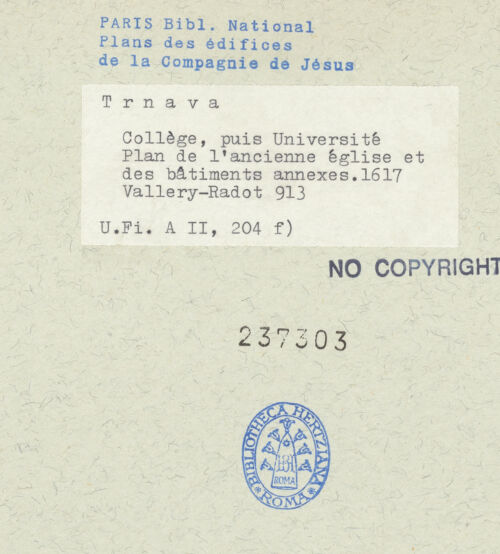 PARIS Bibl. National
Plans des édifices
de la Compagnie de Jésus
Trnava
Collège, puis Université
Plan de l'ancienne église et
des bâtiments annexes.1617
Vallery-Radot 913
U.Fi. A II, 204 f)
NO COPYRIGHT
237303
BIBLIOTHECA HERTZIANA
ROMA
ROMA